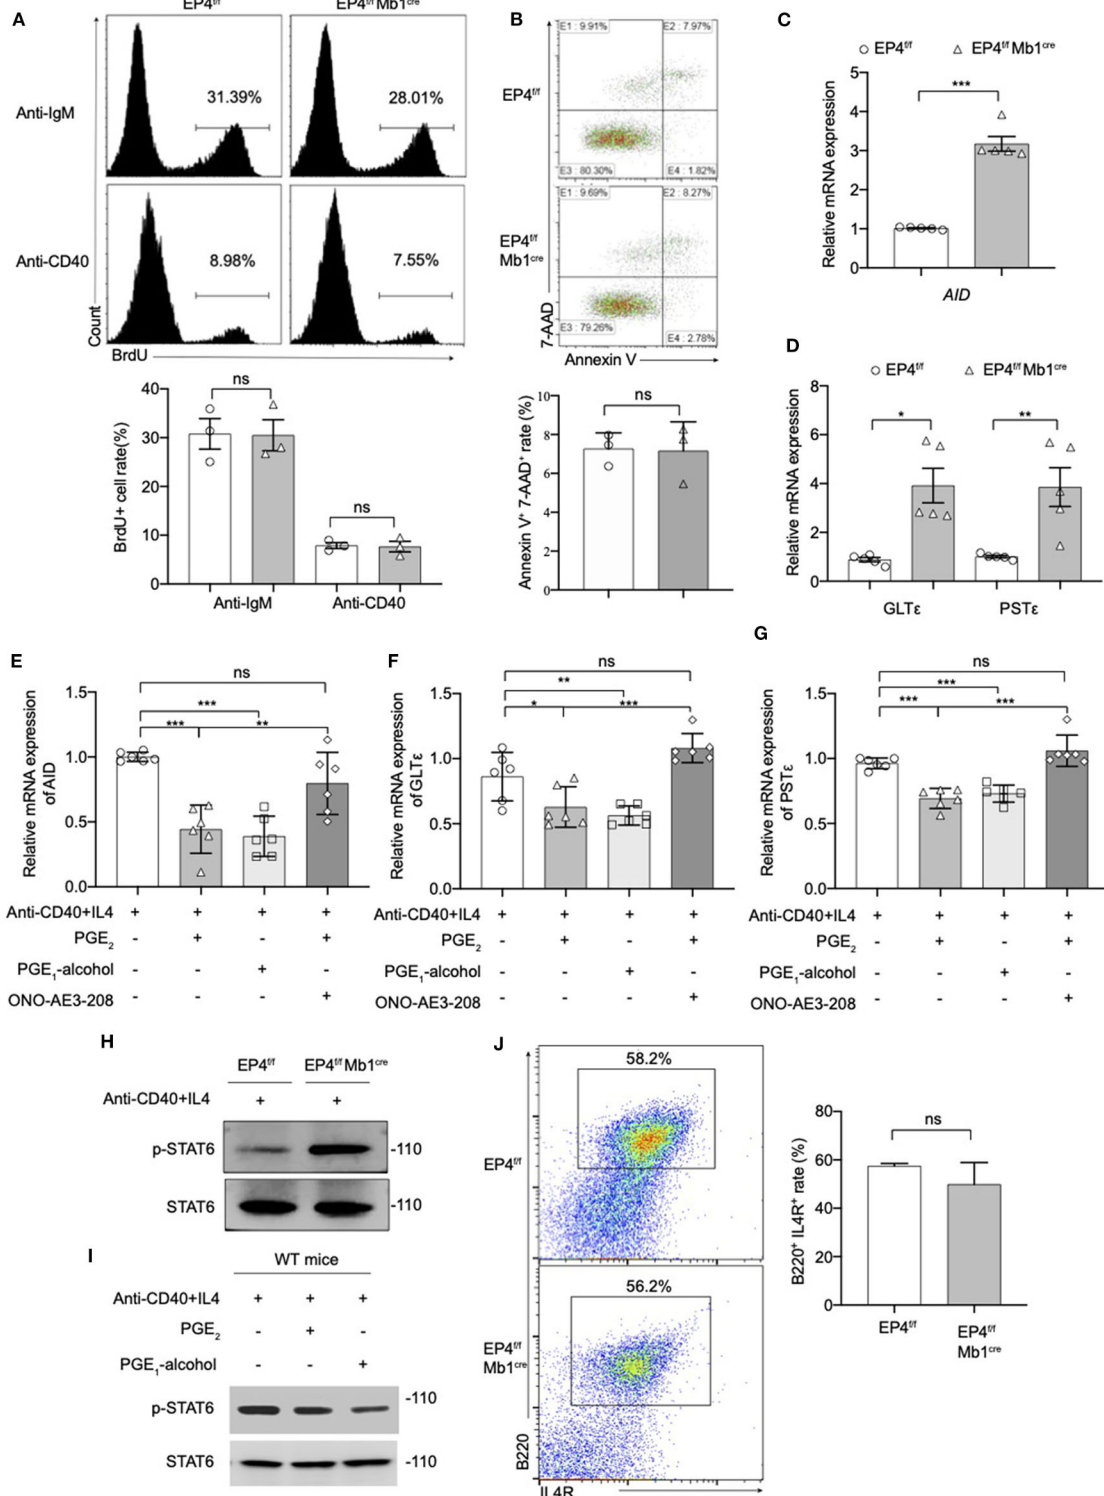 A
EP4f/f
EP4f/f Mb1cre
Anti-IgM
31.39%
28.01%
Anti-CD40
8.98%
7.55%
Count
BrdU
BrdU+ cell rate(%)
40
30
20
10
0
ns
ns
Anti-IgM
Anti-CD40
B
EP4f/f
E1 : 9.91%
E2 : 7.97%
E3 : 80.30%
E4 : 1.82%
EP4f/f
Mb1cre
E1 : 9.69%
E2 : 8.27%
E3 : 79.26%
E4 : 2.78%
7-AAD
Annexin V
Annexin V+ 7-AAD+ rate (%)
10
8
6
4
2
0
ns
C
EP4f/f
EP4f/f Mb1cre
Relative mRNA expression
5
4
3
2
1
0
***
AID
D
EP4f/f
EP4f/f Mb1cre
Relative mRNA expression
8
6
4
2
0
*
**
GLTε
PSTε
E
Relative mRNA expression
of AID
1.5
1.0
0.5
0.0
ns
***
***
**
Anti-CD40+IL4 + + + +
PGE2 - + - +
PGE1-alcohol - - + -
ONO-AE3-208 - - - +
F
Relative mRNA expression
of GLTε
1.5
1.0
0.5
0.0
ns
**
*
***
Anti-CD40+IL4 + + + +
PGE2 - + - +
PGE1-alcohol - - + -
ONO-AE3-208 - - - +
G
Relative mRNA expression
of PSTε
1.5
1.0
0.5
0.0
ns
***
***
***
Anti-CD40+IL4 + + + +
PGE2 - + - +
PGE1-alcohol - - + -
ONO-AE3-208 - - - +
H
EP4f/f
EP4f/f Mb1cre
Anti-CD40+IL4 + +
p-STAT6
-110
STAT6
-110
I
WT mice
Anti-CD40+IL4 + + +
PGE2 - + -
PGE1-alcohol - - +
p-STAT6
-110
STAT6
-110
J
58.2%
EP4f/f
56.2%
EP4f/f
Mb1cre
B220
IL4R
B220+ IL4R+ rate (%)
80
60
40
20
0
ns
EP4f/f
EP4f/f
Mb1cre